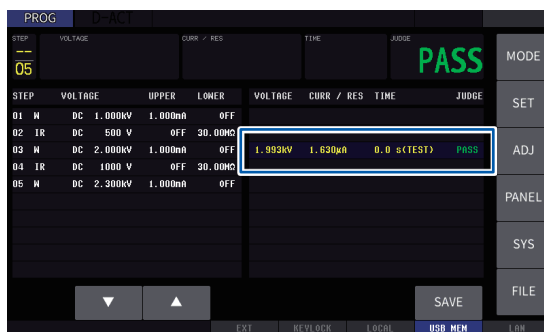 PROG D-ACT
STEP VOLTAGE CURR / RES TIME JUDGE
--
05
PASS
MODE
SET
ADJ
PANEL
SYS
FILE
STEP VOLTAGE UPPER LOWER VOLTAGE CURR / RES TIME JUDGE
01 W DC 1.000kV 1.000mA OFF
02 IR DC 500 V OFF 30.00MΩ
03 W DC 2.000kV 1.000mA OFF 1.993kV 1.630μA 0.0 s(TEST) PASS
04 IR DC 1000 V OFF 30.00MΩ
05 W DC 2.300kV 1.000mA OFF
▼ ▲ SAVE
EXT KEYLOCK LOCAL USB MEM LAN